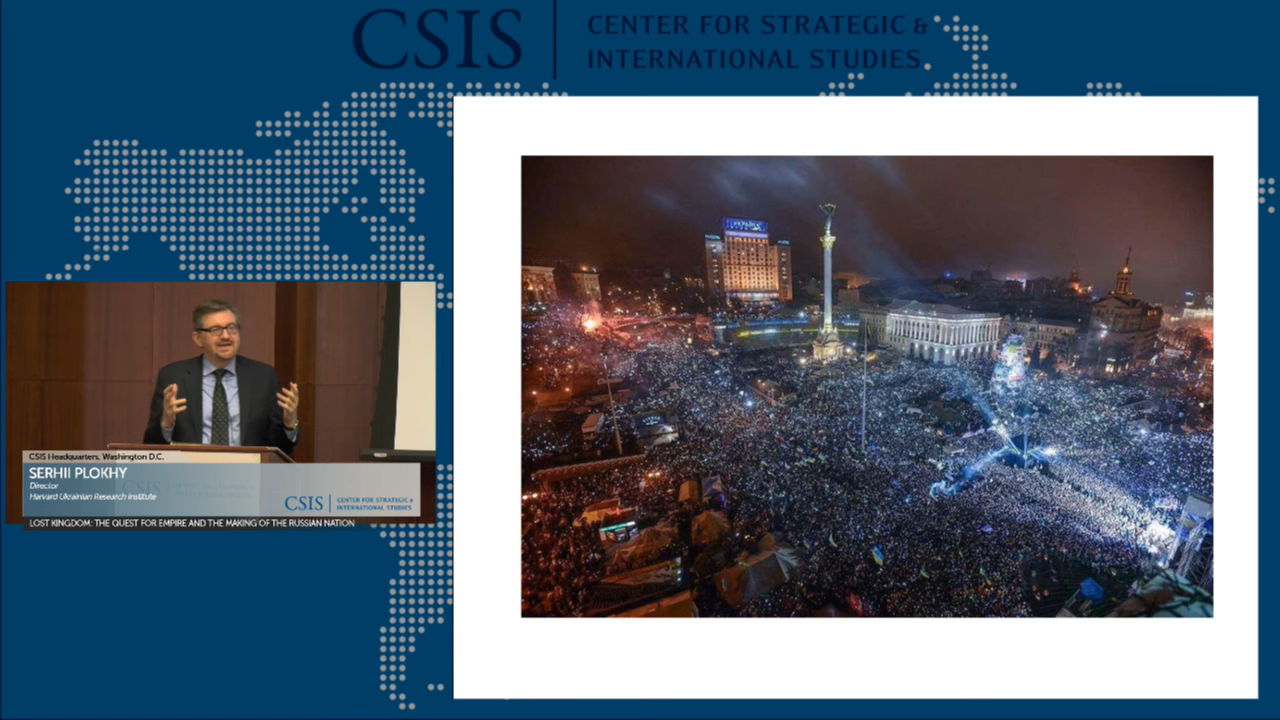 CSIS
CENTER FOR STRATEGIC &
INTERNATIONAL STUDIES
УКРАЇНА
CSIS Headquarters, Washington D.C.
SERHII PLOKHY
Director
Harvard Ukrainian Research Institute
CSIS
CENTER FOR STRATEGIC &
INTERNATIONAL STUDIES
LOST KINGDOM: THE QUEST FOR EMPIRE AND THE MAKING OF THE RUSSIAN NATION